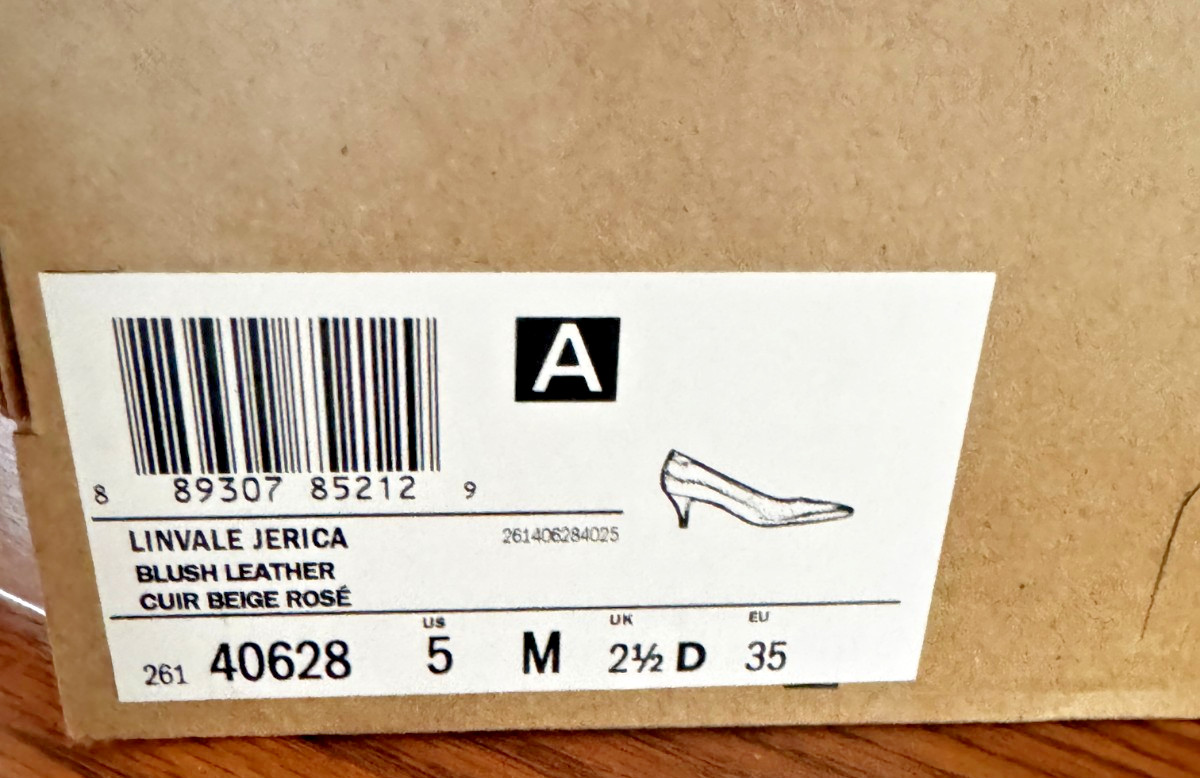 A
8 89307 85212 9
LINVALE JERICA
261406284025
BLUSH LEATHER
CUIR BEIGE ROSÉ
US UK EU
261 40628 5 M 2½ D 35